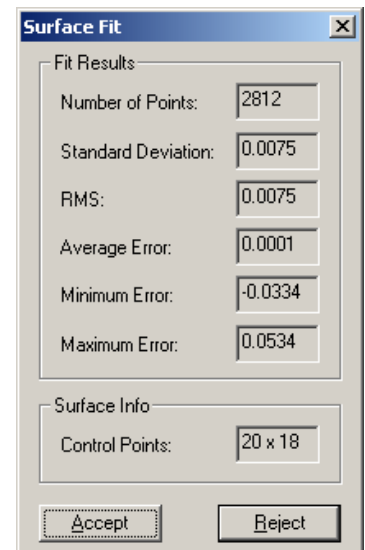 Surface Fit
Fit Results
Number of Points: 2812
Standard Deviation: 0.0075
RMS: 0.0075
Average Error: 0.0001
Minimum Error: -0.0334
Maximum Error: 0.0534
Surface Info
Control Points: 20 x 18
Accept Reject